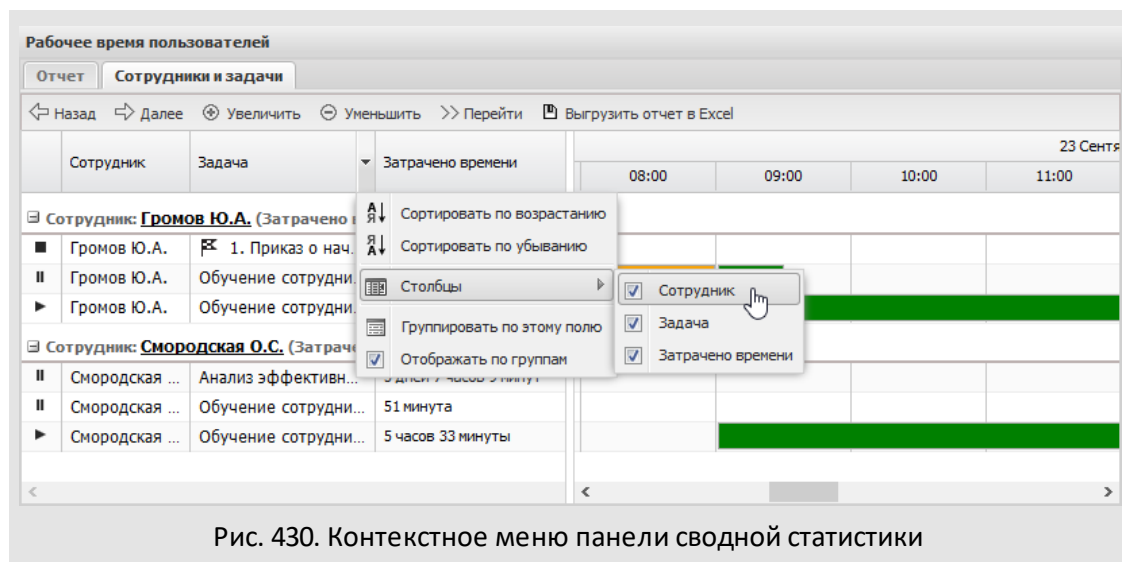 Рабочее время пользователей
Отчет Сотрудники и задачи
Назад Далее Увеличить Уменьшить >> Перейти Выгрузить отчет в Excel
Сотрудник Задача Затрачено времени 23 Сентя
08:00 09:00 10:00 11:00
Сотрудник: Громов Ю.А. (Затрачено
Сортировать по возрастанию
Громов Ю.А. 1. Приказ о нач... Сортировать по убыванию
Громов Ю.А. Обучение сотрудни... Столбцы Сотрудник
Громов Ю.А. Обучение сотрудни... Группировать по этому полю Задача
Сотрудник: Смородская О.С. (Затраче Отображать по группам Затрачено времени
Смородская ... Анализ эффективн...
Смородская ... Обучение сотрудни... 51 минута
Смородская ... Обучение сотрудни... 5 часов 33 минуты
Рис. 430. Контекстное меню панели сводной статистики